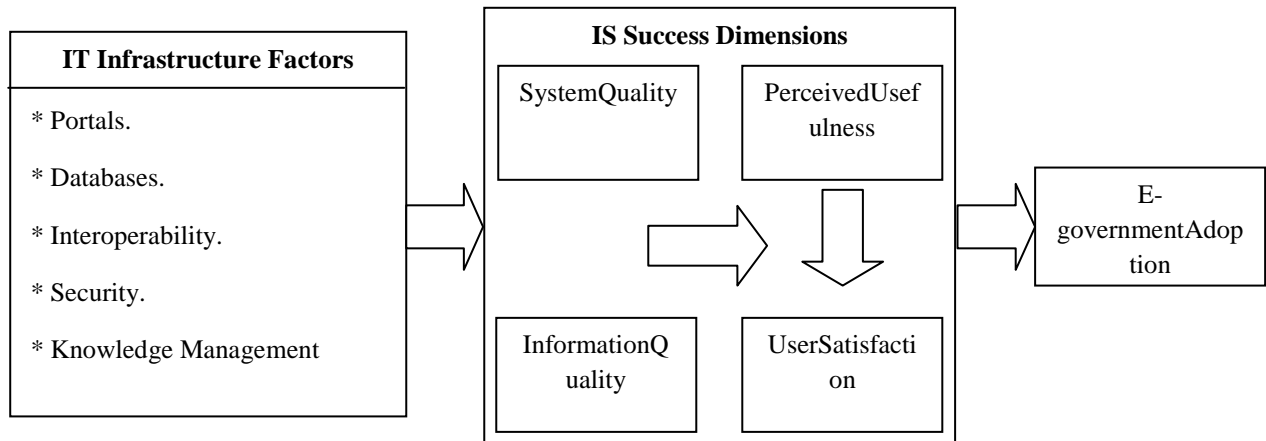 IT Infrastructure Factors
* Portals.
* Databases.
* Interoperability.
* Security.
* Knowledge Management
IS Success Dimensions
SystemQuality
PerceivedUsef
ulness
InformationQ
uality
UserSatisfacti
on
E-
governmentAdop
tion